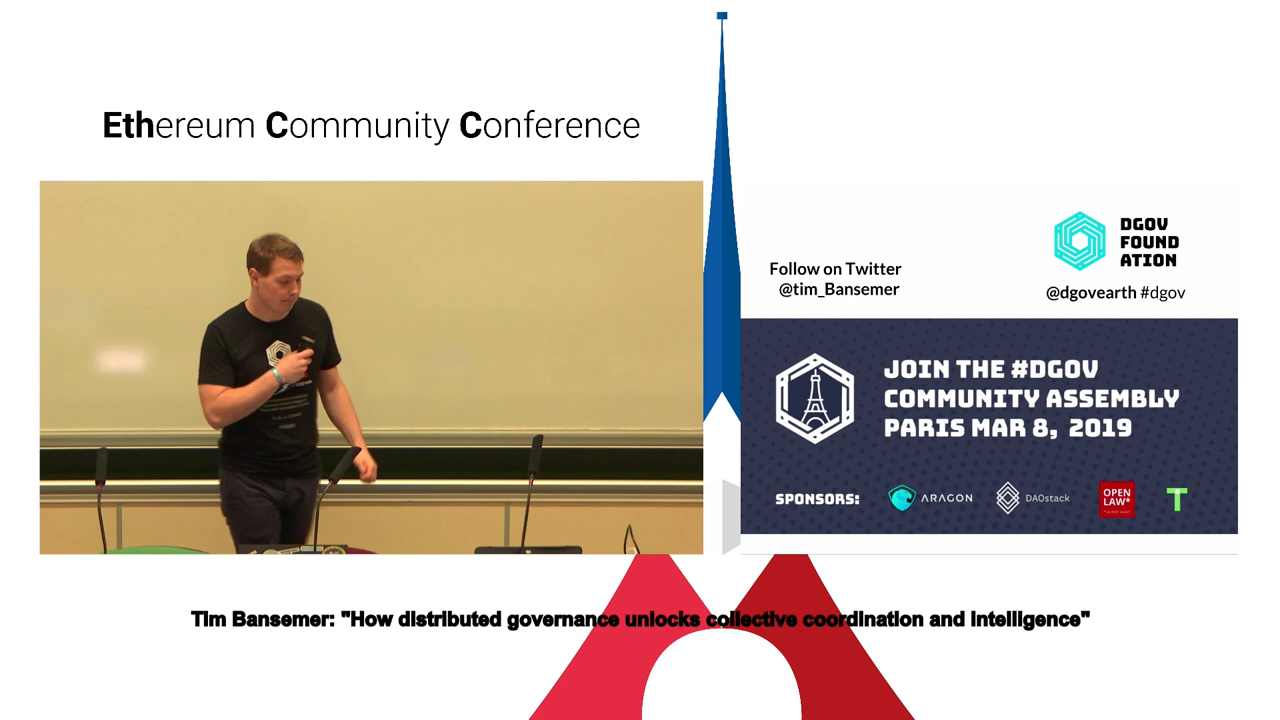 Ethereum Community Conference
Follow on Twitter
@tim_Bansemer
DGOV
FOUND
ATION
@dgovearth #dgov
JOIN THE #DGOV
COMMUNITY ASSEMBLY
PARIS MAR 8, 2019
SPONSORS:
ARAGON
DAOstack
OPEN
LAW*
T
Tim Bansemer: "How distributed governance unlocks collective coordination and intelligence"